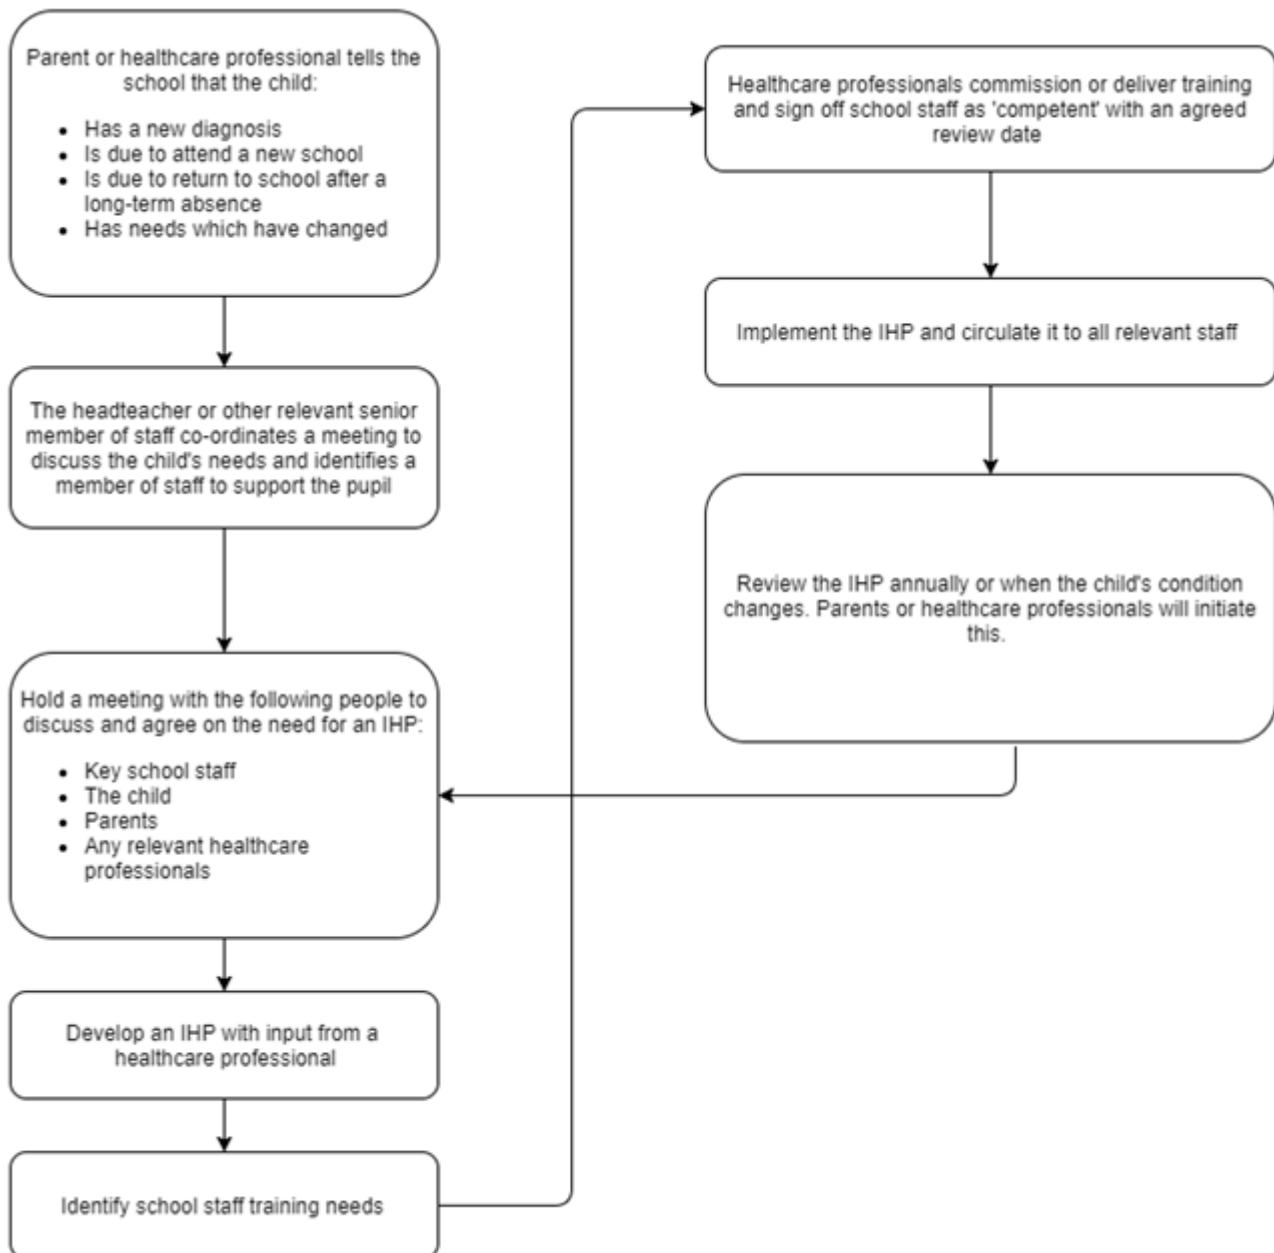 Parent or healthcare professional tells the
school that the child:
• Has a new diagnosis
• Is due to attend a new school
• Is due to return to school after a
long-term absence
• Has needs which have changed
The headteacher or other relevant senior
member of staff co-ordinates a meeting to
discuss the child's needs and identifies a
member of staff to support the pupil
Hold a meeting with the following people to
discuss and agree on the need for an IHP:
• Key school staff
• The child
• Parents
• Any relevant healthcare
professionals
Develop an IHP with input from a
healthcare professional
Identify school staff training needs
Healthcare professionals commission or deliver training
and sign off school staff as 'competent' with an agreed
review date
Implement the IHP and circulate it to all relevant staff
Review the IHP annually or when the child's condition
changes. Parents or healthcare professionals will initiate
this.